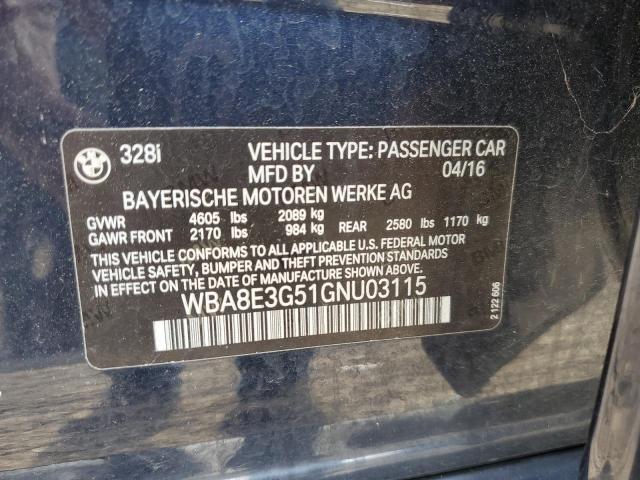 328i VEHICLE TYPE: PASSENGER CAR
MFD BY 04/16
BAYERISCHE MOTOREN WERKE AG
GVWR 4605 lbs 2089 kg
GAWR FRONT 2170 lbs 984 kg REAR 2580 lbs 1170 kg
THIS VEHICLE CONFORMS TO ALL APPLICABLE U.S. FEDERAL MOTOR
VEHICLE SAFETY, BUMPER AND THEFT PREVENTION STANDARDS IN
EFFECT ON THE DATE OF MANUFACTURE SHOWN ABOVE.
WBA8E3G51GNU03115
2 122 606